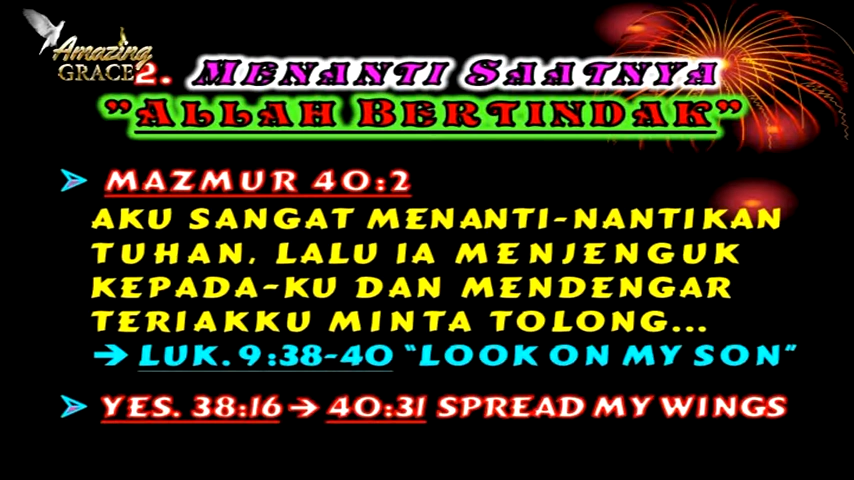 Amazing
GRACE
2. MENANTI SAATNYA
"ALLAH BERTINDAK"
➢ MAZMUR 40:2
AKU SANGAT MENANTI-NANTIKAN
TUHAN, LALU IA MENJENGUK
KEPADA-KU DAN MENDENGAR
TERIAKKU MINTA TOLONG...
→ LUK. 9:38-40 "LOOK ON MY SON"
➢ YES. 38:16 → 40:31 SPREAD MY WINGS